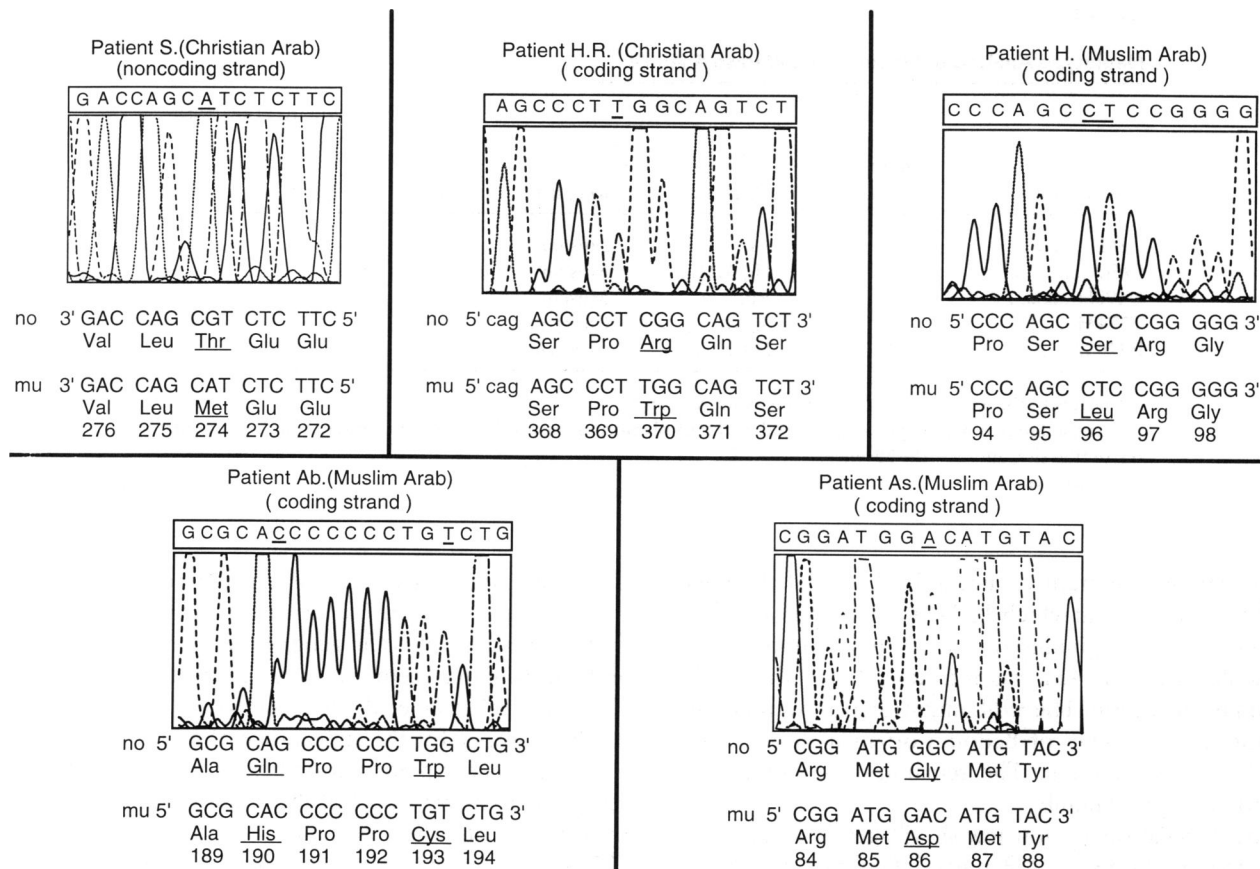 Patient S.(Christian Arab)
(noncoding strand)
G A C C A G C A T C T C T T C
no 3' GAC CAG CGT CTC TTC 5'
Val Leu Thr Glu Glu
mu 3' GAC CAG CAT CTC TTC 5'
Val Leu Met Glu Glu
276 275 274 273 272
Patient H.R. (Christian Arab)
( coding strand )
A G C C C T T G G C A G T C T
no 5' cag AGC CCT CGG CAG TCT 3'
Ser Pro Arg Gln Ser
mu 5' cag AGC CCT TGG CAG TCT 3'
Ser Pro Trp Gln Ser
368 369 370 371 372
Patient H. (Muslim Arab)
( coding strand )
C C C A G C C T C C G G G G
no 5' CCC AGC TCC CGG GGG 3'
Pro Ser Ser Arg Gly
mu 5' CCC AGC CTC CGG GGG 3'
Pro Ser Leu Arg Gly
94 95 96 97 98
Patient Ab.(Muslim Arab)
( coding strand )
G C G C A C C C C C C C T G T C T G
no 5' GCG CAG CCC CCC TGG CTG 3'
Ala Gln Pro Pro Trp Leu
mu 5' GCG CAC CCC CCC TGT CTG 3'
Ala His Pro Pro Cys Leu
189 190 191 192 193 194
Patient As.(Muslim Arab)
( coding strand )
C G G A T G G A C A T G T A C
no 5' CGG ATG GGC ATG TAC 3'
Arg Met Gly Met Tyr
mu 5' CGG ATG GAC ATG TAC 3'
Arg Met Asp Met Tyr
84 85 86 87 88